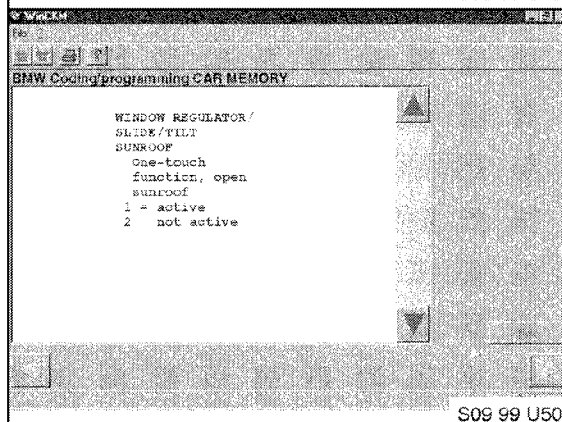 BMW Coding/programming CAR MEMORY
WINDOW REGULATOR/
SLIDE/TILT
SUNROOF
One-touch
function, open
sunroof
1 = active
2 not active
S09 99 U50